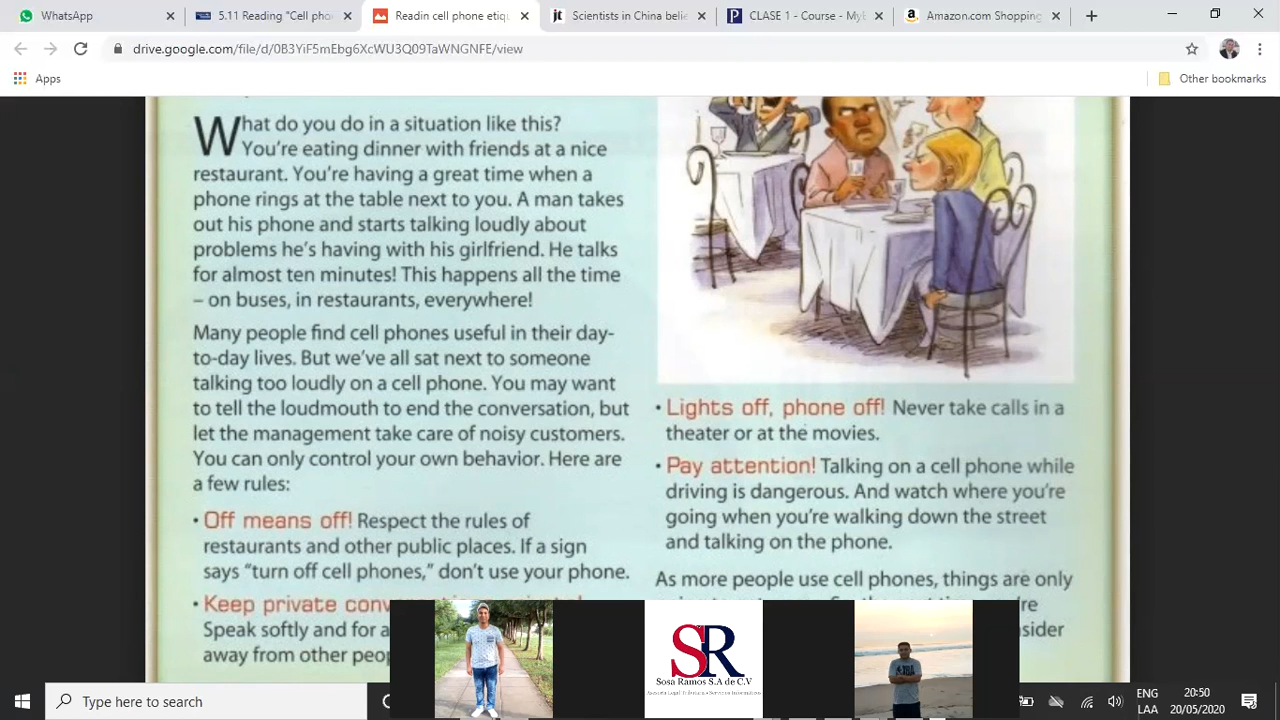 WhatsApp
5.11 Reading "Cell pho
Readin cell phone etiqu
Scientists in China belie
CLASE 1 - Course - MyE
Amazon.com Shopping
drive.google.com/file/d/0B3YiF5mEbg6XcWU3Q09TaWNGNFE/view
Apps
Other bookmarks
What do you do in a situation like this?
You're eating dinner with friends at a nice
restaurant. You're having a great time when a
phone rings at the table next to you. A man takes
out his phone and starts talking loudly about
problems he's having with his girlfriend. He talks
for almost ten minutes! This happens all the time
– on buses, in restaurants, everywhere!
Many people find cell phones useful in their day-
to-day lives. But we've all sat next to someone
talking too loudly on a cell phone. You may want
to tell the loudmouth to end the conversation, but
let the management take care of noisy customers.
You can only control your own behavior. Here are
a few rules:
• Off means off! Respect the rules of
restaurants and other public places. If a sign
says "turn off cell phones," don't use your phone.
• Keep private conv
Speak softly and for a
away from other peop
• Lights off, phone off! Never take calls in a
theater or at the movies.
• Pay attention! Talking on a cell phone while
driving is dangerous. And watch where you're
going when you're walking down the street
and talking on the phone.
As more people use cell phones, things are only
're
sider
SR
Sosa Ramos S.A de C.V
Type here to search
ENG
LAA
20:50
20/05/2020